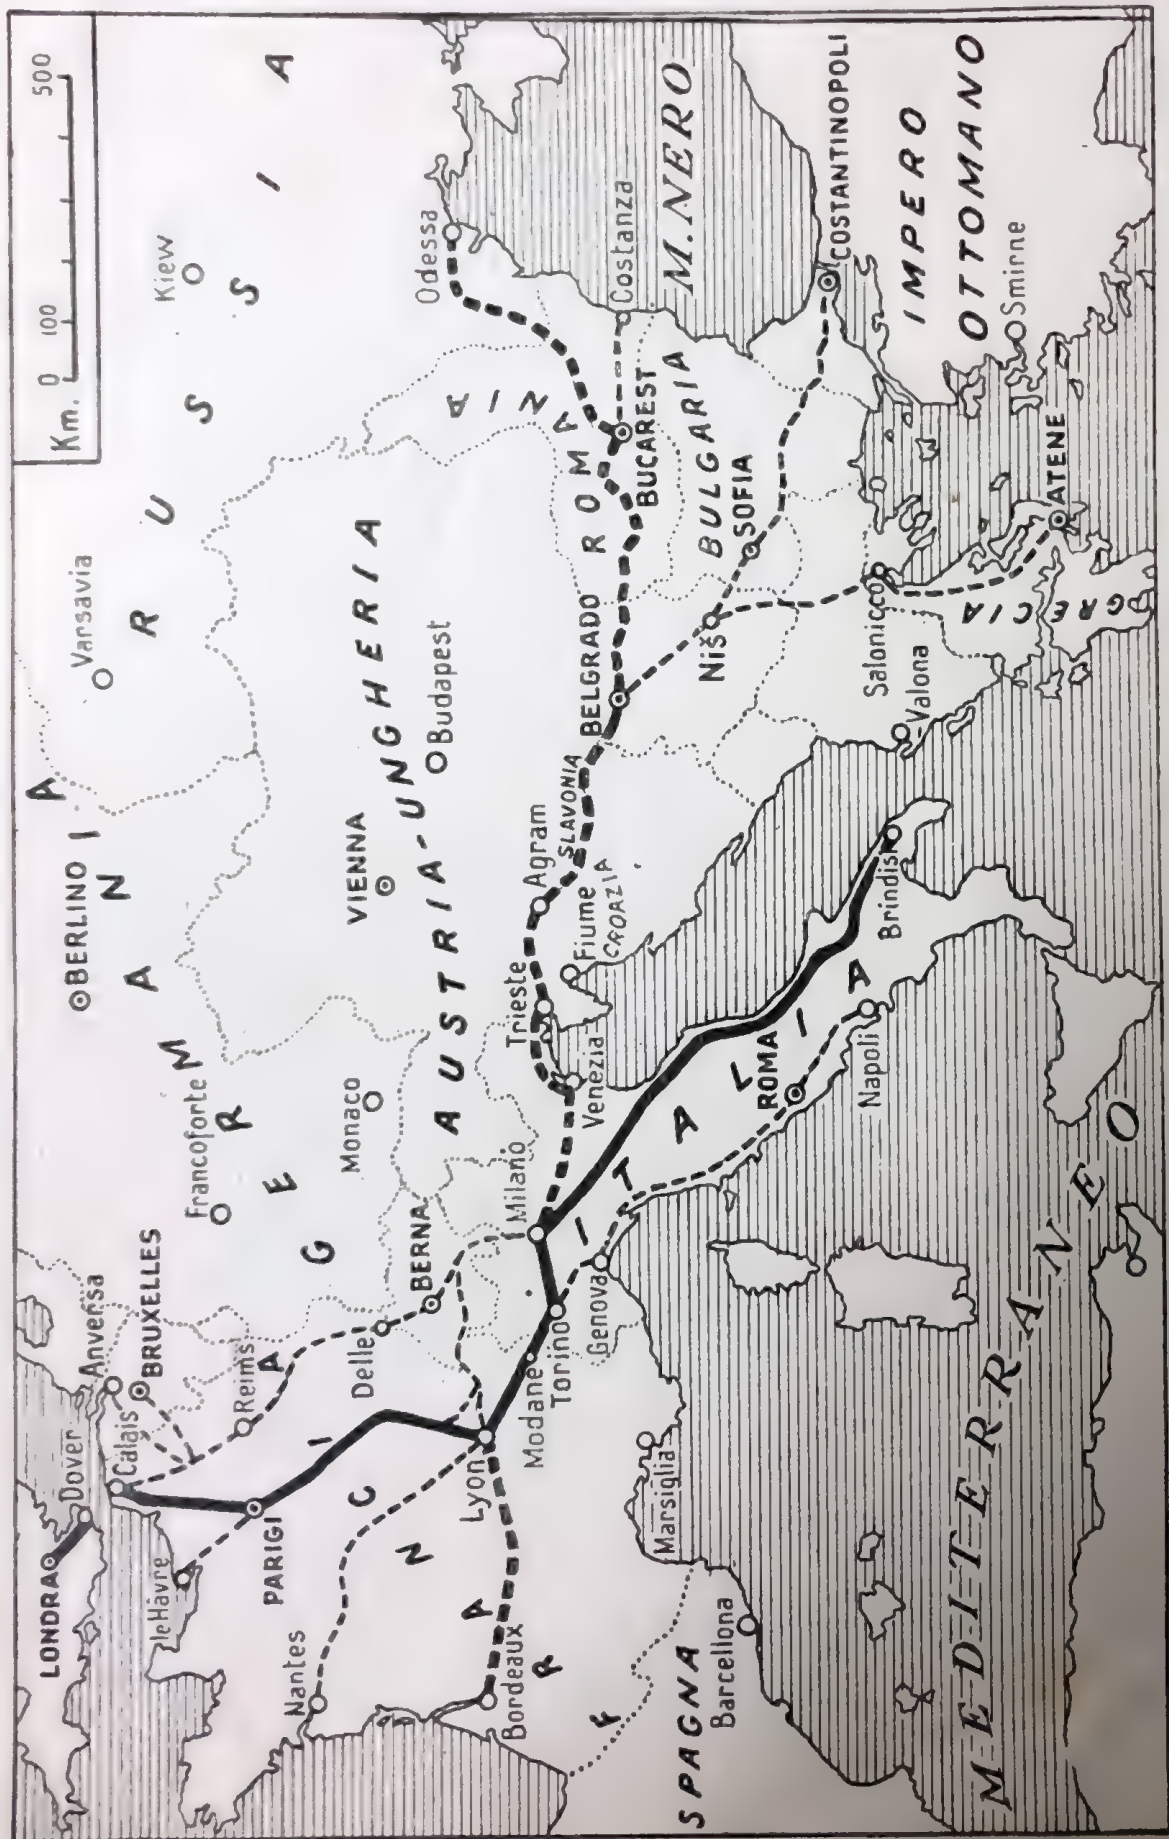 Km. 0 100 500
LONDRA
Dover
Calais
Anversa
BRUXELLES
le Hâvre
PARIGI
Reims
Nantes
Delle
BERNA
Lyon
Bordeaux
Modane
Torino
Milano
Genova
Marsiglia
Barcellona
FRANCIA
SPAGNA
BERLINO
Varsavia
Kiew
Francoforte
Monaco
GERMANIA
RUSSIA
VIENNA
Budapest
AUSTRIA-UNGHERIA
Venezia
Trieste
Fiume
Agram
CROAZIA
SLAVONIA
BELGRADO
ROMANIA
BUCAREST
Costanza
Odessa
M. NERO
BULGARIA
SOFIA
Niš
COSTANTINOPOLI
IMPERO
OTTOMANO
Smirne
Salonicco
Valona
GRECIA
ATENE
ITALIA
ROMA
Napoli
Brindisi
MEDITERRANEO